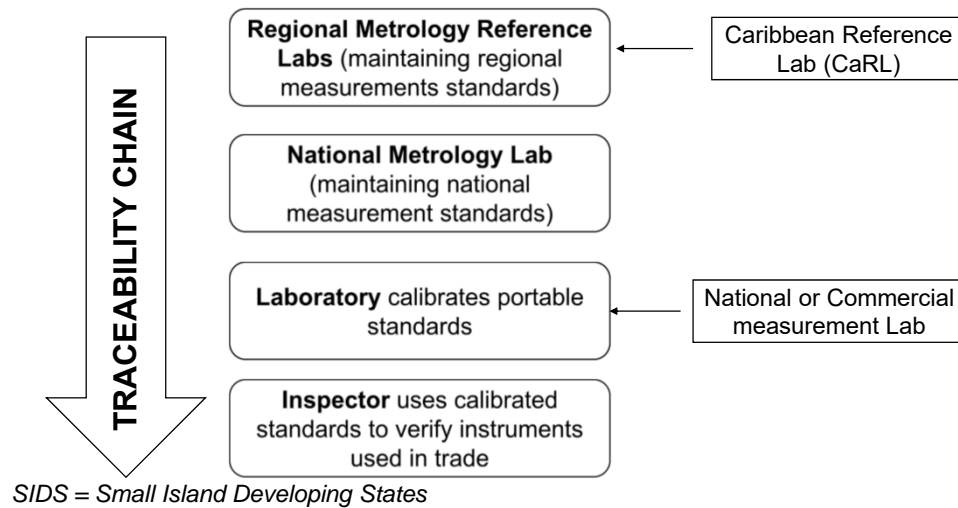 TRACEABILITY CHAIN
Regional Metrology Reference
Labs (maintaining regional
measurements standards)
Caribbean Reference
Lab (CaRL)
National Metrology Lab
(maintaining national
measurement standards)
Laboratory calibrates portable
standards
National or Commercial
measurement Lab
Inspector uses calibrated
standards to verify instruments
used in trade
SIDS = Small Island Developing States